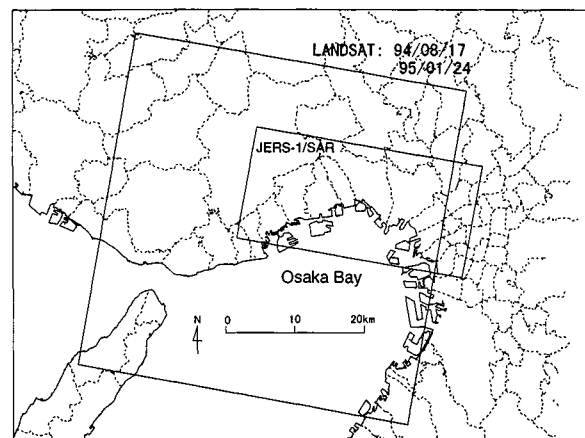 LANDSAT: 94/08/17
95/01/24
JERS-1/SAR
Osaka Bay
N
0 10 20km